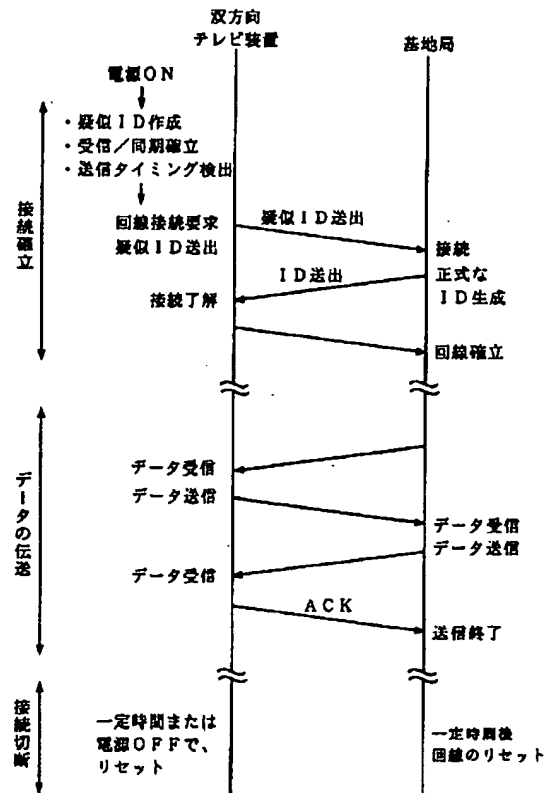 双方向
テレビ装置
基地局
電源ON
・疑似ID作成
・受信／同期確立
・送信タイミング検出
接続確立
回線接続要求
疑似ID送出
疑似ID送出
接続
ID送出
正式な
ID生成
接続了解
回線確立
データの伝送
データ受信
データ送信
データ受信
データ送信
データ受信
ACK
送信終了
接続切断
一定時間または
電源OFFで、
リセット
一定時間後
回線のリセット